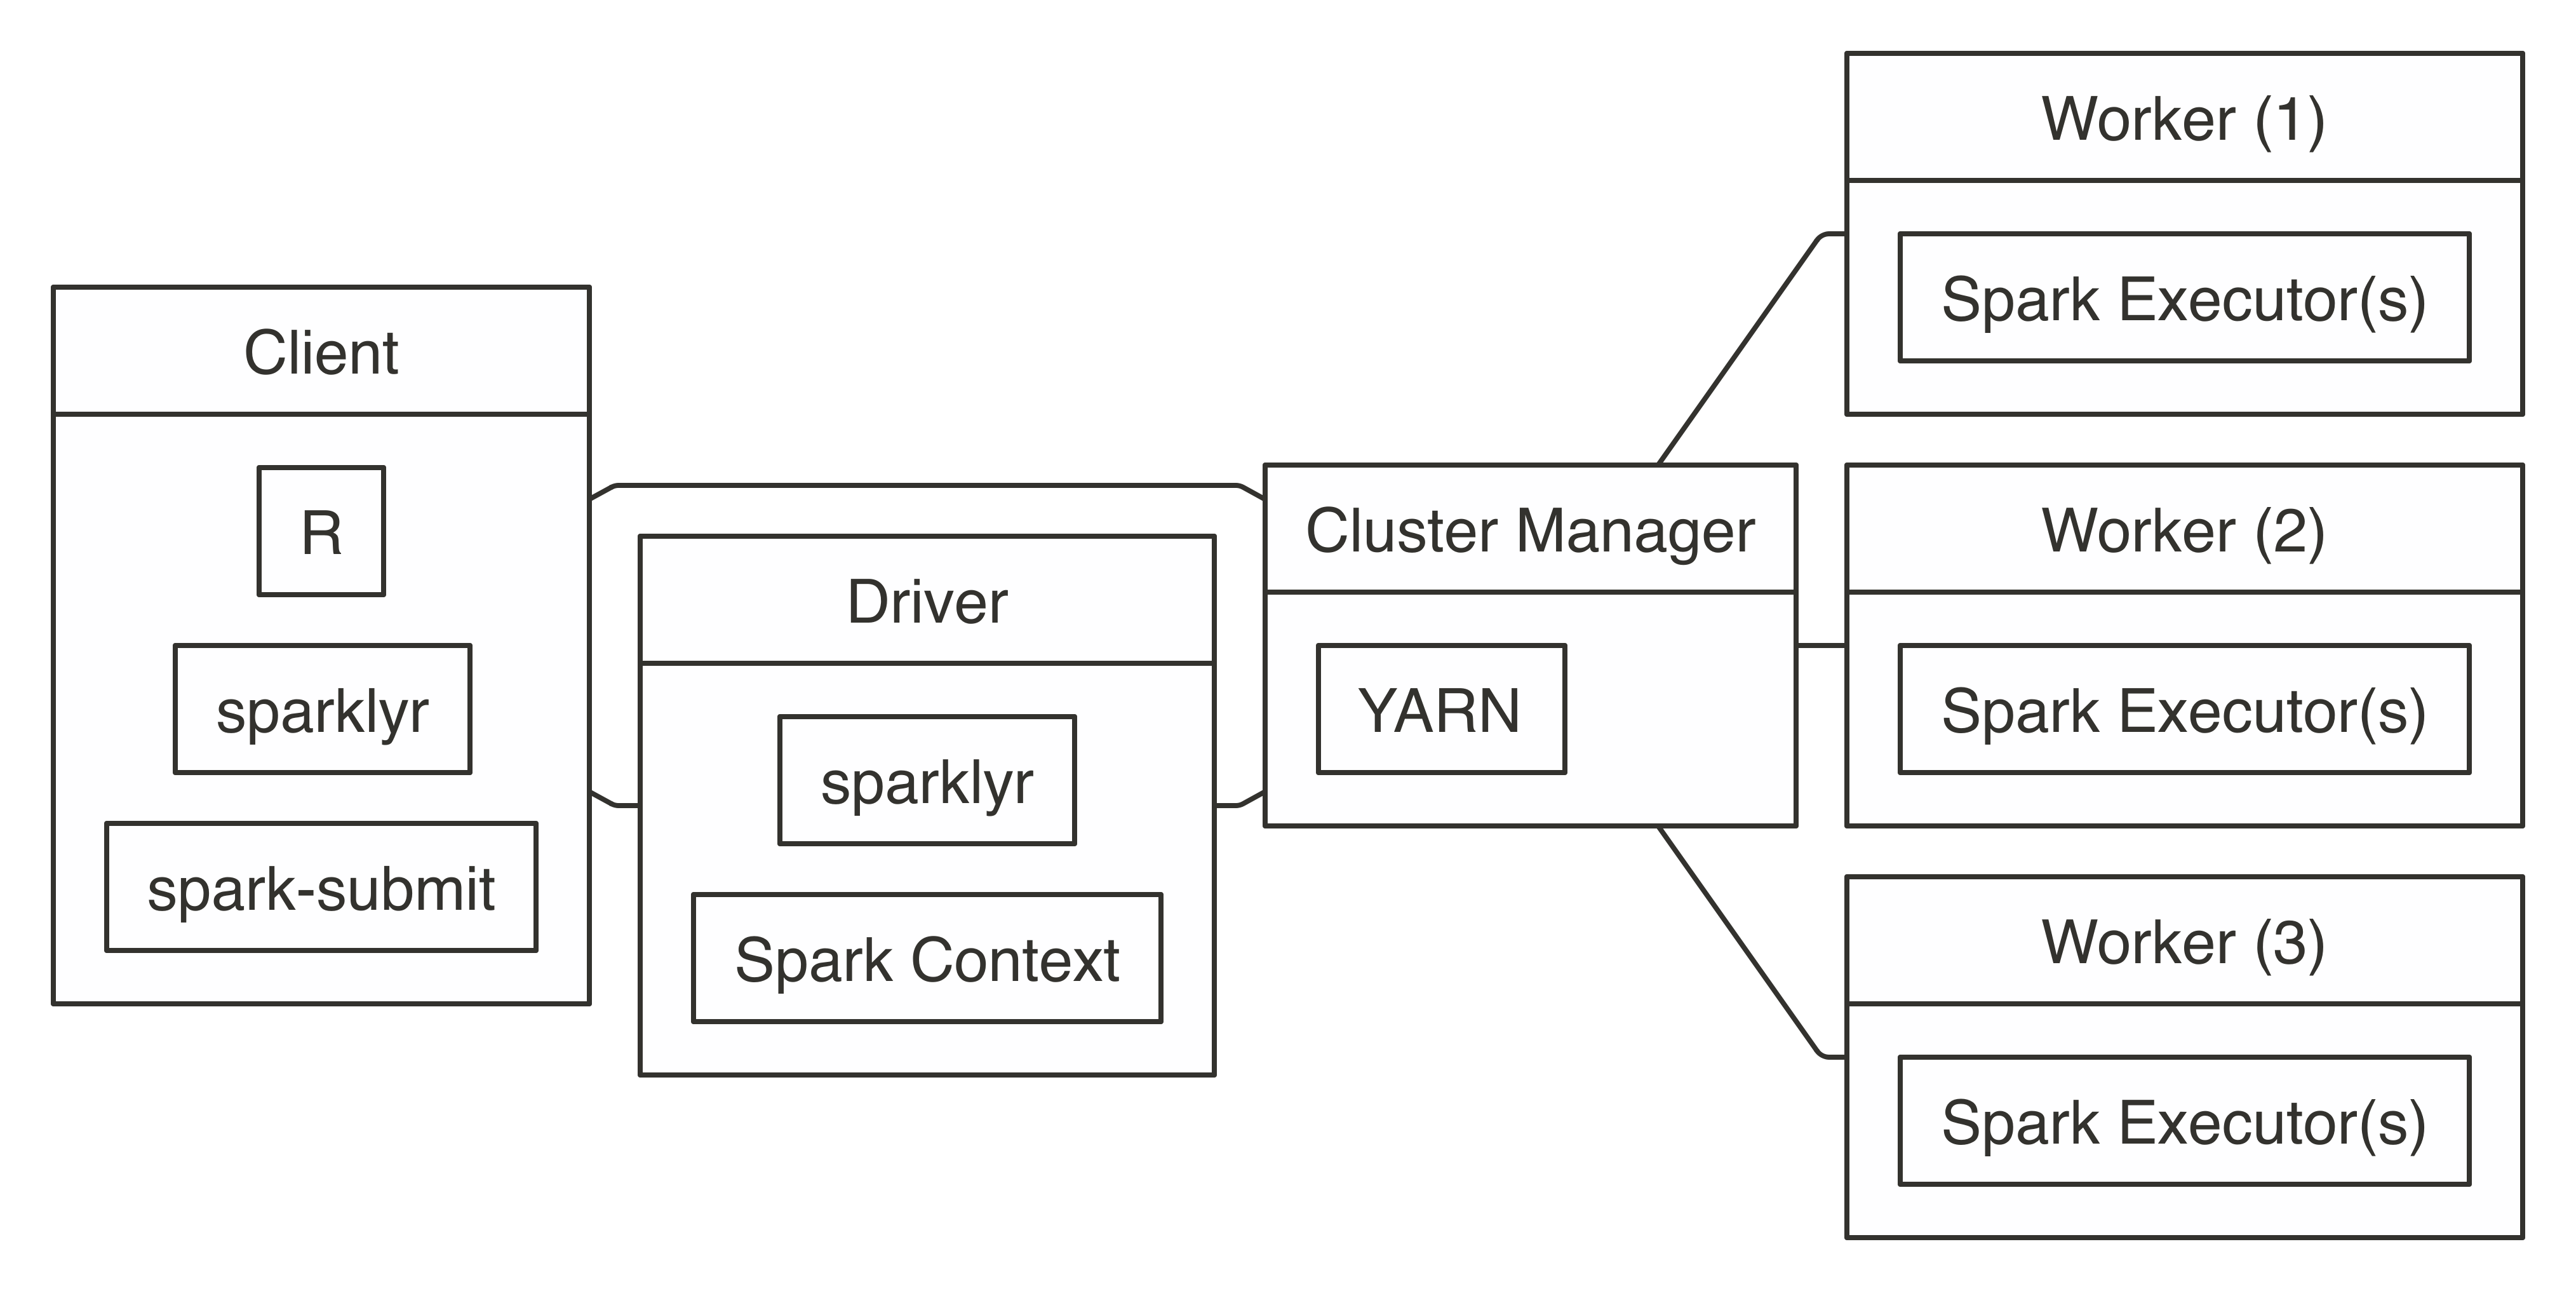 Client
R
sparklyr
spark-submit
Driver
sparklyr
Spark Context
Cluster Manager
YARN
Worker (1)
Spark Executor(s)
Worker (2)
Spark Executor(s)
Worker (3)
Spark Executor(s)